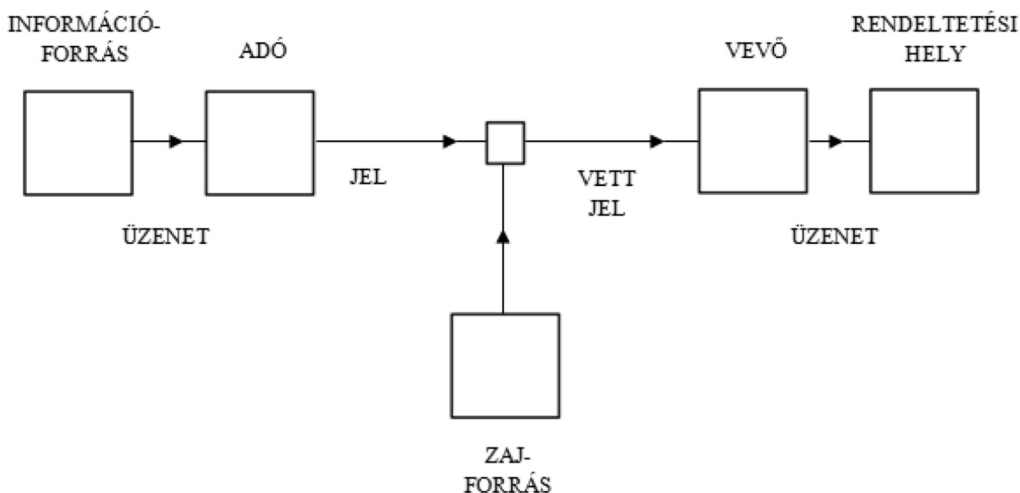 INFORMÁCIÓ-
FORRÁS
ADÓ
VEVŐ
RENDELTETÉSI
HELY
JEL
VETT
JEL
ÜZENET
ÜZENET
ZAJ-
FORRÁS